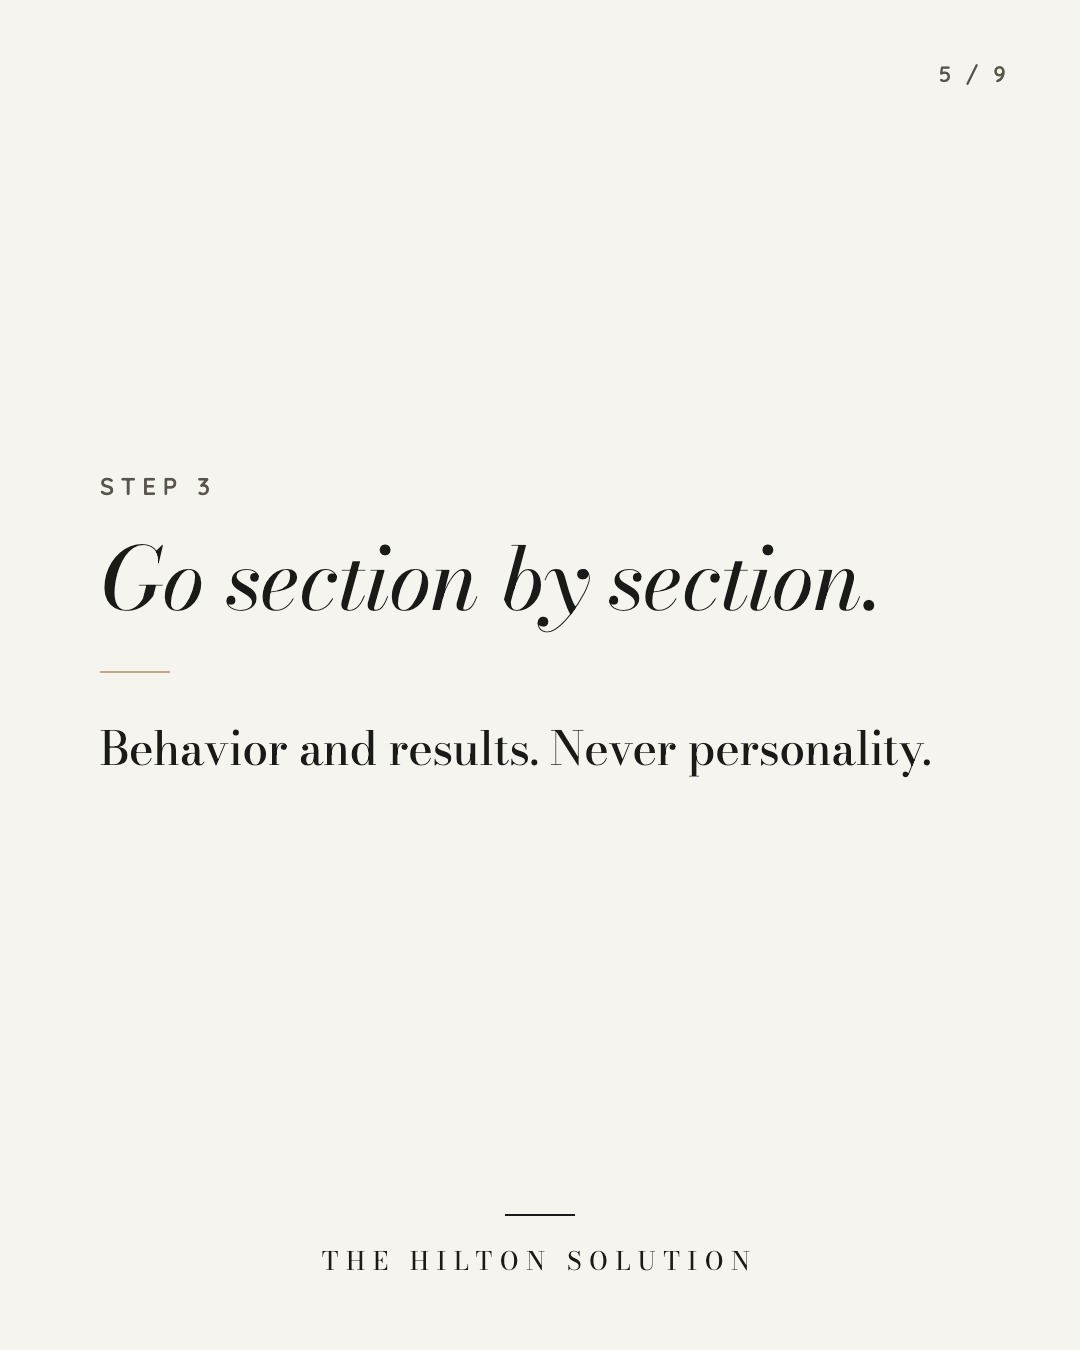 5 / 9
STEP 3
Go section by section.
Behavior and results. Never personality.
THE HILTON SOLUTION